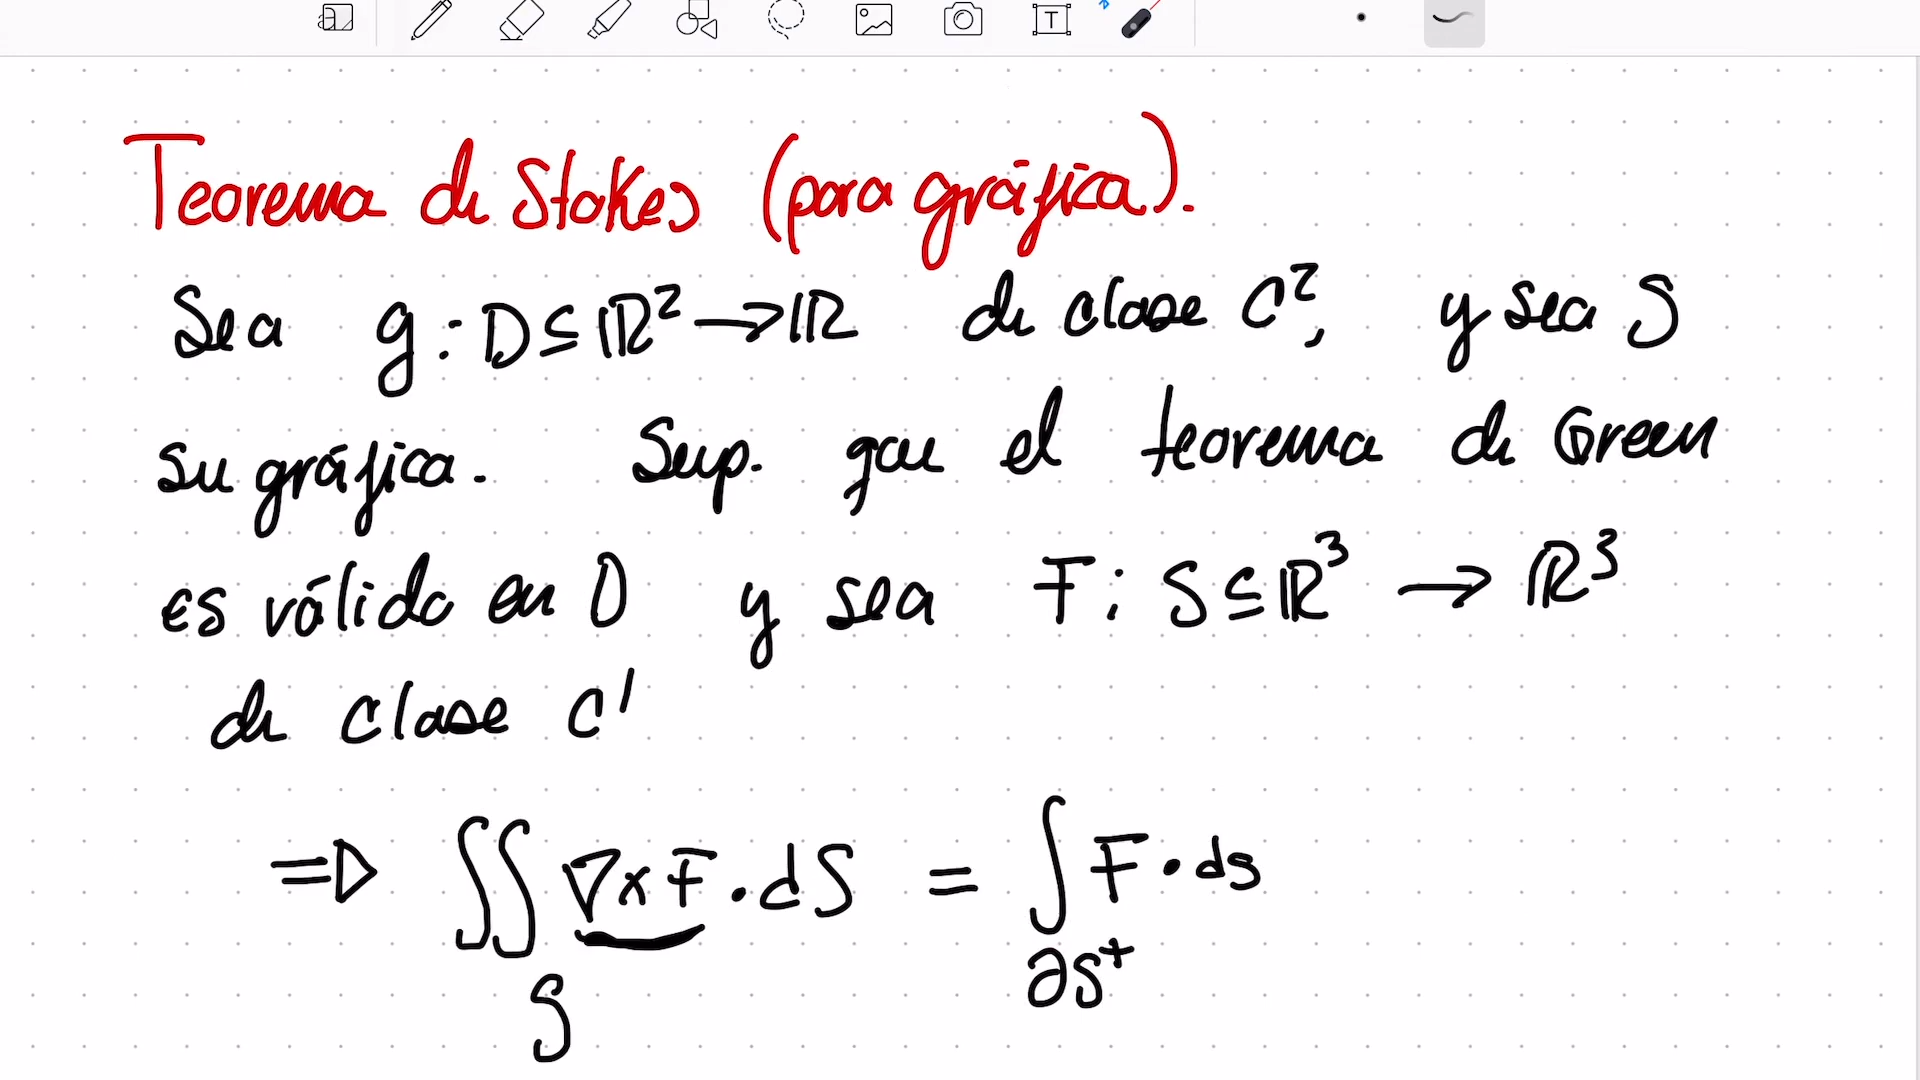 Teorema de Stokes (para gráfica).
Sea g: D ⊆ ℝ² → ℝ de clase C², y sea S
su gráfica. Sup. que el teorema de Green
es válido en D y sea F: S ⊆ ℝ³ → ℝ³
de clase C¹
⇒ ∬_S ∇×F · dS = ∫_∂S⁺ F · ds